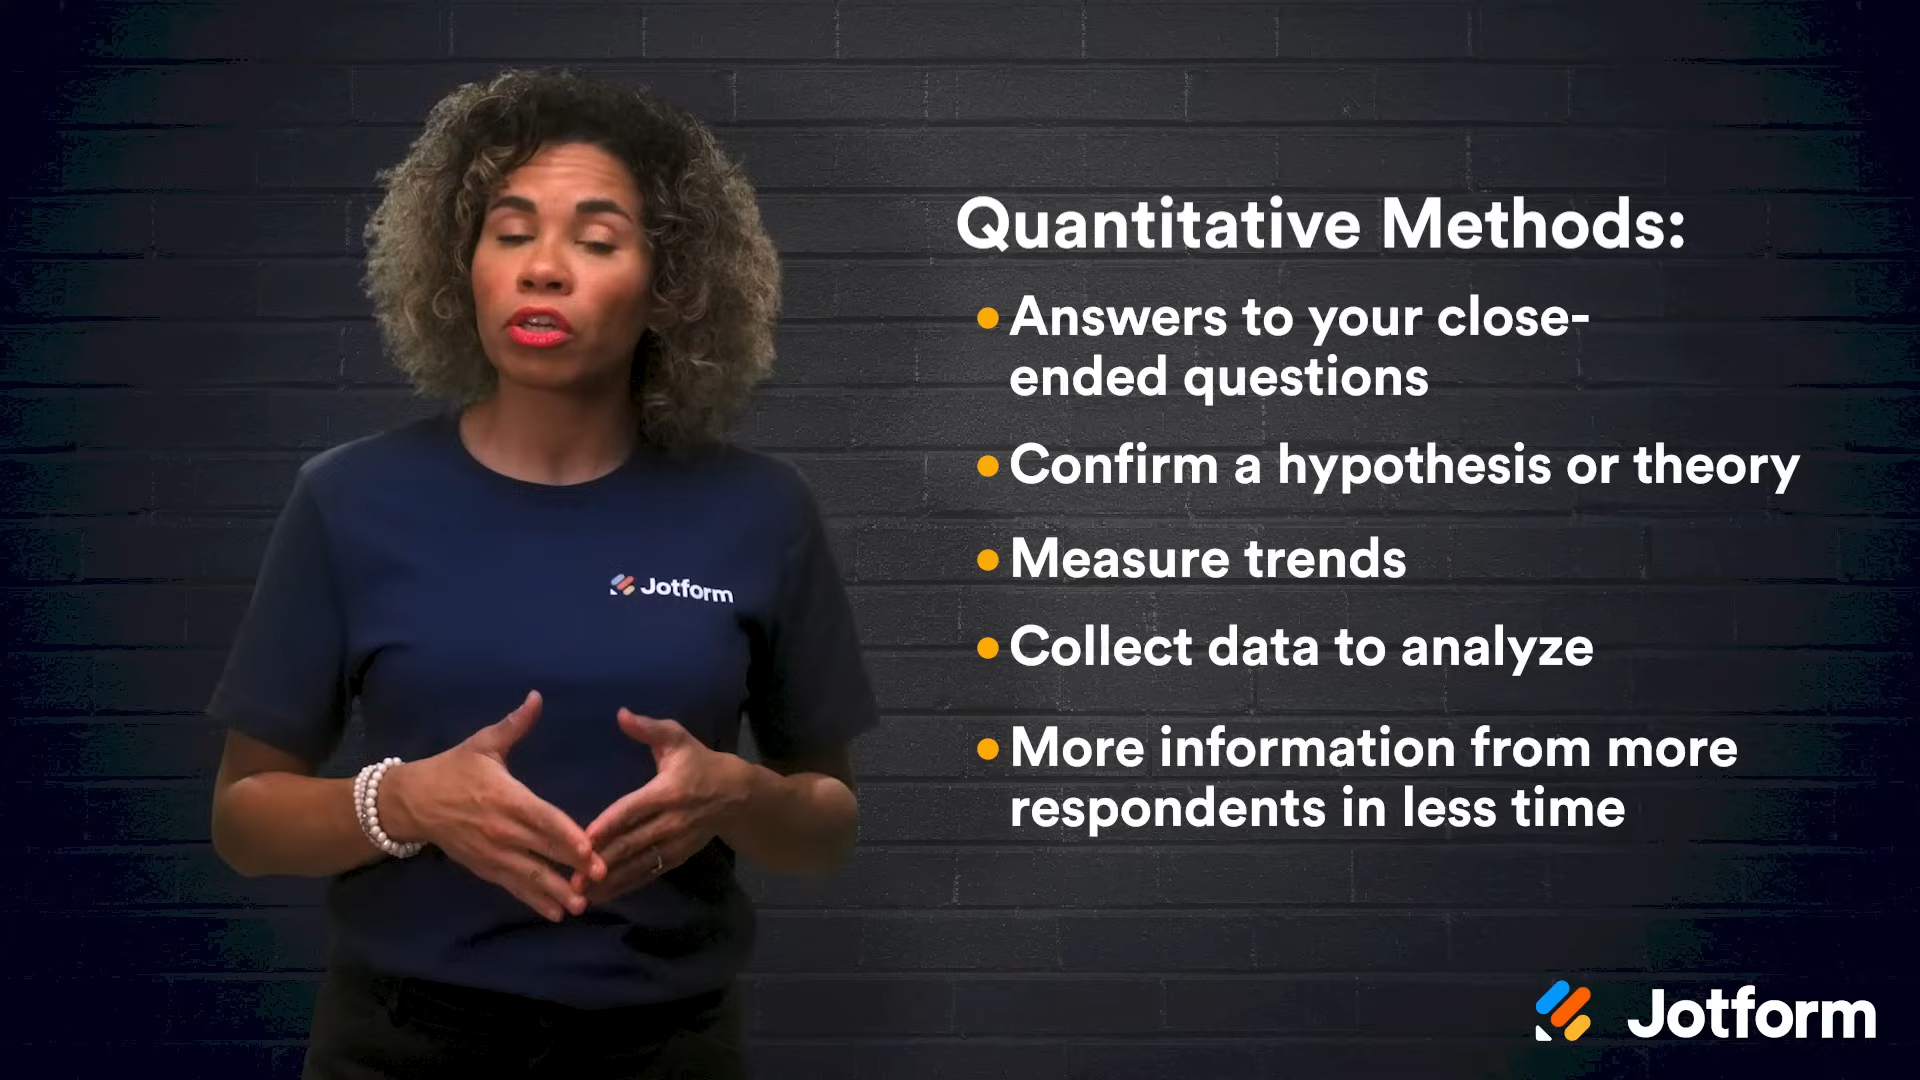 Quantitative Methods:
• Answers to your close-
ended questions
• Confirm a hypothesis or theory
• Measure trends
• Collect data to analyze
• More information from more
respondents in less time
Jotform
Jotform